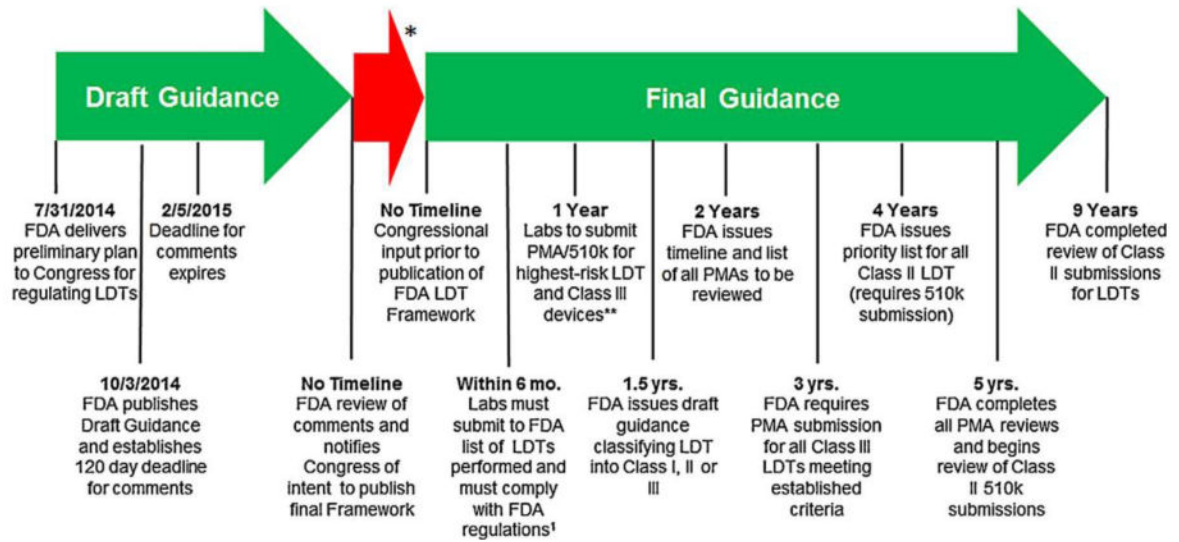 *
Draft Guidance
Final Guidance
7/31/2014
FDA delivers
preliminary plan
to Congress for
regulating LDTs
2/5/2015
Deadline for
comments
expires
No Timeline
Congressional
input prior to
publication of
FDA LDT
Framework
1 Year
Labs to submit
PMA/510k for
highest-risk LDT
and Class III
devices**
2 Years
FDA issues
timeline and list
of all PMAs to be
reviewed
4 Years
FDA issues
priority list for all
Class II LDT
(requires 510k
submission)
9 Years
FDA completed
review of Class
II submissions
for LDTs
10/3/2014
FDA publishes
Draft Guidance
and establishes
120 day deadline
for comments
No Timeline
FDA review of
comments and
notifies
Congress of
intent to publish
final Framework
Within 6 mo.
Labs must
submit to FDA
list of LDTs
performed and
must comply
with FDA
regulations¹
1.5 yrs.
FDA issues draft
guidance
classifying LDT
into Class I, II or
III
3 yrs.
FDA requires
PMA submission
for all Class III
LDTs meeting
established
criteria
5 yrs.
FDA completes
all PMA reviews
and begins
review of Class
II 510k
submissions